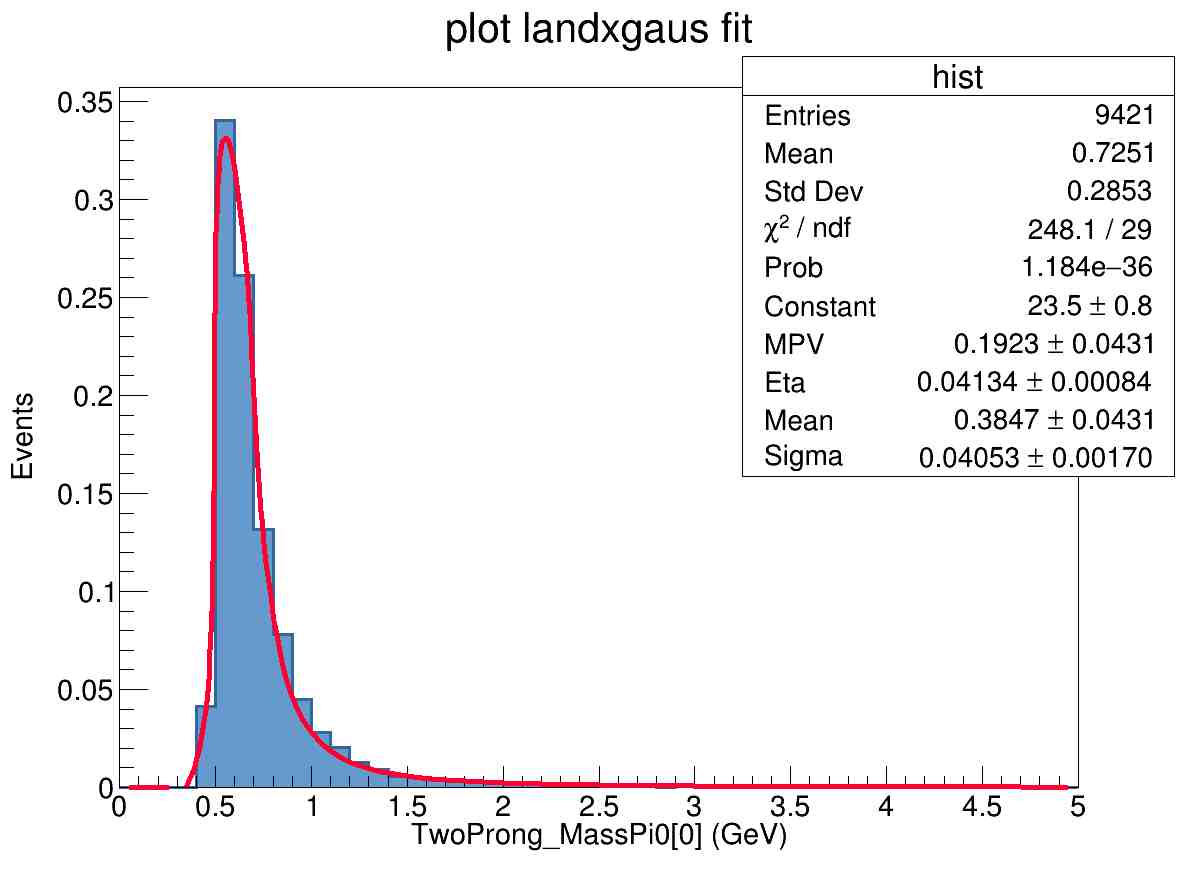 plot landxgaus fit
hist
Entries 9421
Mean 0.7251
Std Dev 0.2853
χ² / ndf 248.1 / 29
Prob 1.184e−36
Constant 23.5 ± 0.8
MPV 0.1923 ± 0.0431
Eta 0.04134 ± 0.00084
Mean 0.3847 ± 0.0431
Sigma 0.04053 ± 0.00170
Events
0.35
0.3
0.25
0.2
0.15
0.1
0.05
0
0 0.5 1 1.5 2 2.5 3 3.5 4 4.5 5
TwoProng_MassPi0[0] (GeV)